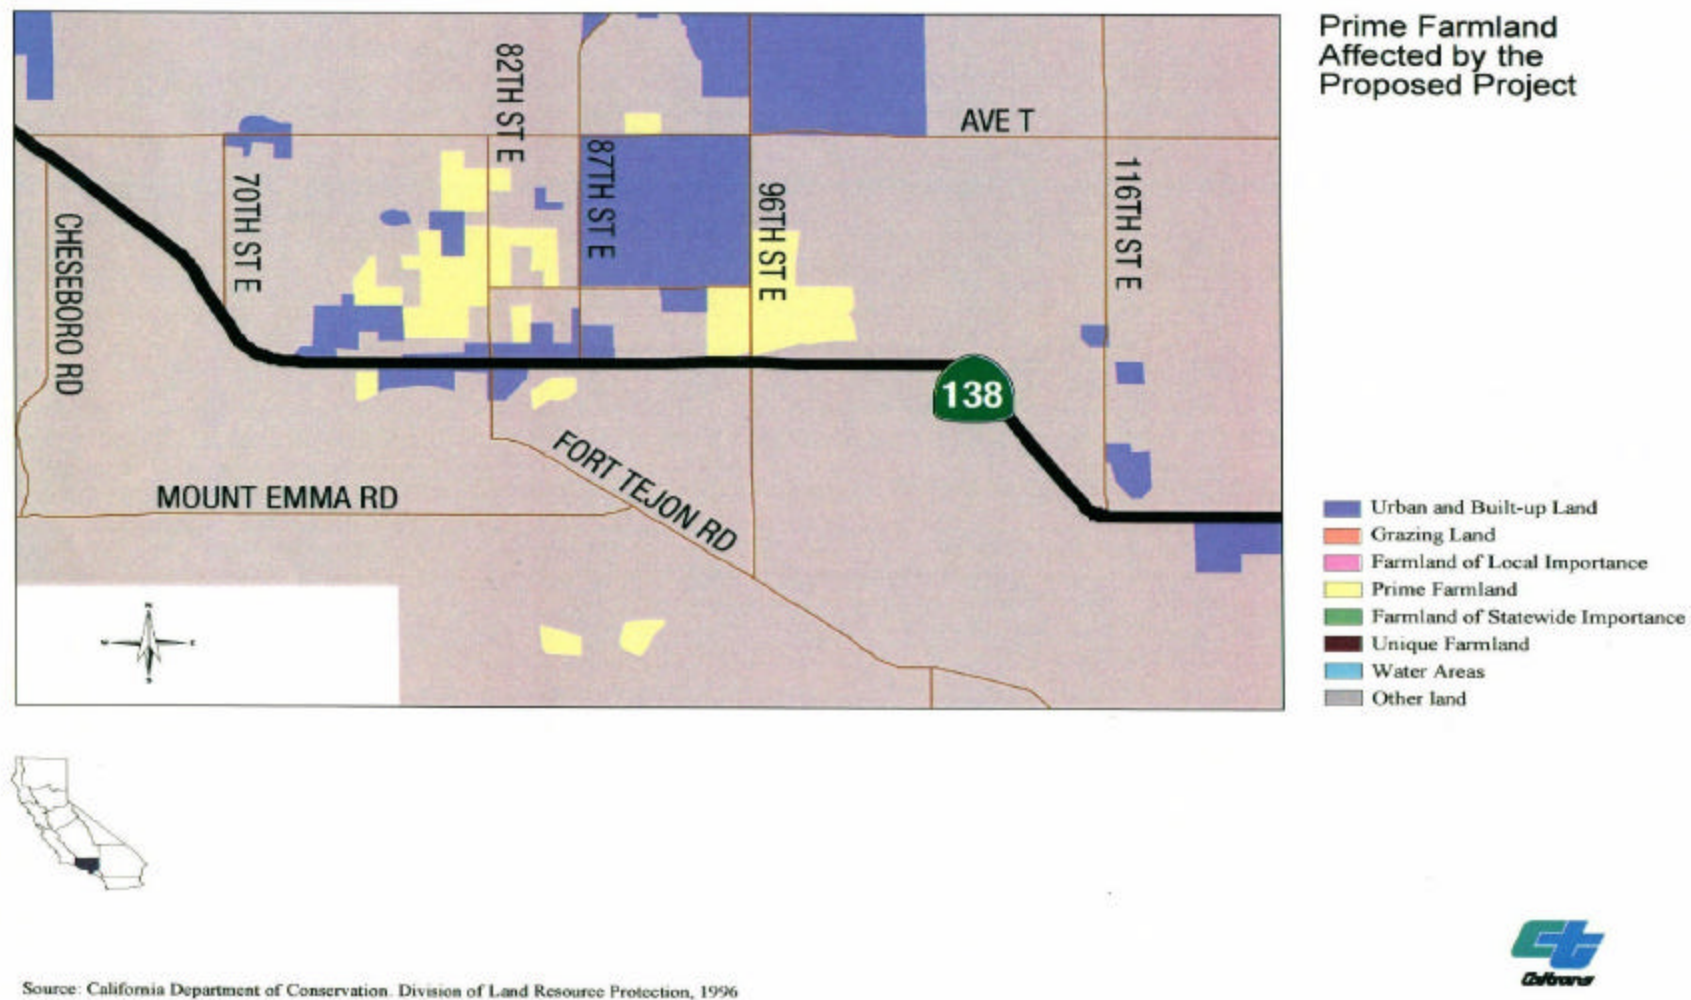 Prime Farmland
Affected by the
Proposed Project
82TH ST E
AVE T
87TH ST E
70TH ST E
96TH ST E
116TH ST E
CHESEBORO RD
138
FORT TEJON RD
MOUNT EMMA RD
Urban and Built-up Land
Grazing Land
Farmland of Local Importance
Prime Farmland
Farmland of Statewide Importance
Unique Farmland
Water Areas
Other land
N
W E
S
Ct
Caltrans
Source: California Department of Conservation. Division of Land Resource Protection, 1996